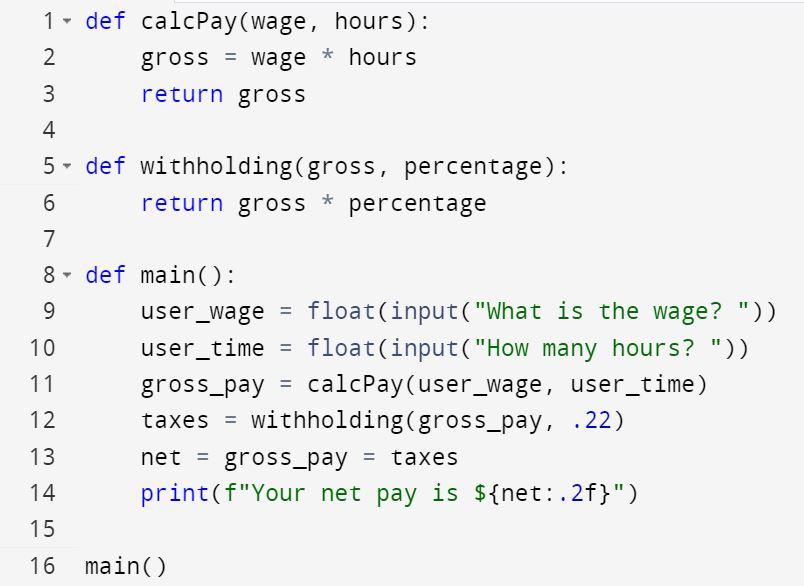 1 def calcPay(wage, hours):
2     gross = wage * hours
3     return gross
4
5 def withholding(gross, percentage):
6     return gross * percentage
7
8 def main():
9     user_wage = float(input("What is the wage? "))
10     user_time = float(input("How many hours? "))
11     gross_pay = calcPay(user_wage, user_time)
12     taxes = withholding(gross_pay, .22)
13     net = gross_pay = taxes
14     print(f"Your net pay is ${net:.2f}")
15
16 main()